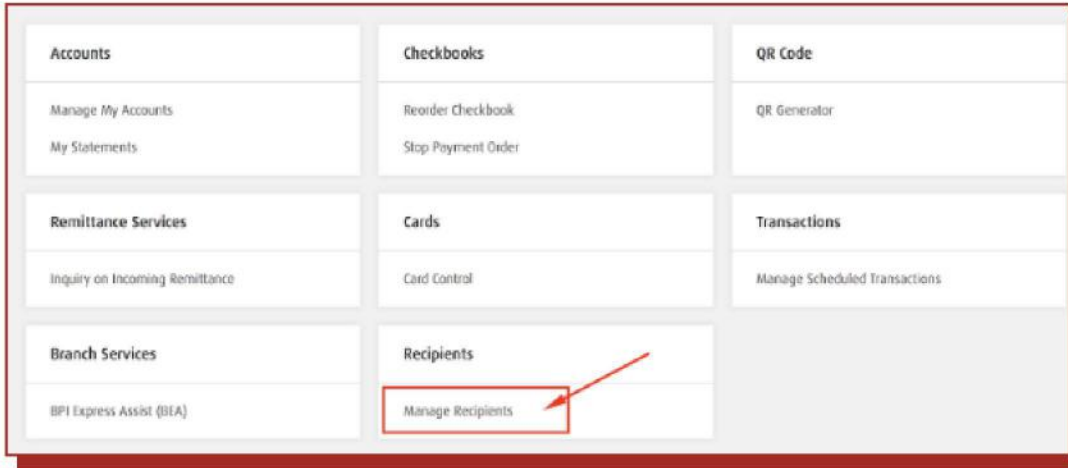 Accounts
Manage My Accounts
My Statements
Checkbooks
Reorder Checkbook
Stop Payment Order
QR Code
QR Generator
Remittance Services
Inquiry on Incoming Remittance
Cards
Card Control
Transactions
Manage Scheduled Transactions
Branch Services
BPI Express Assist (BEA)
Recipients
Manage Recipients